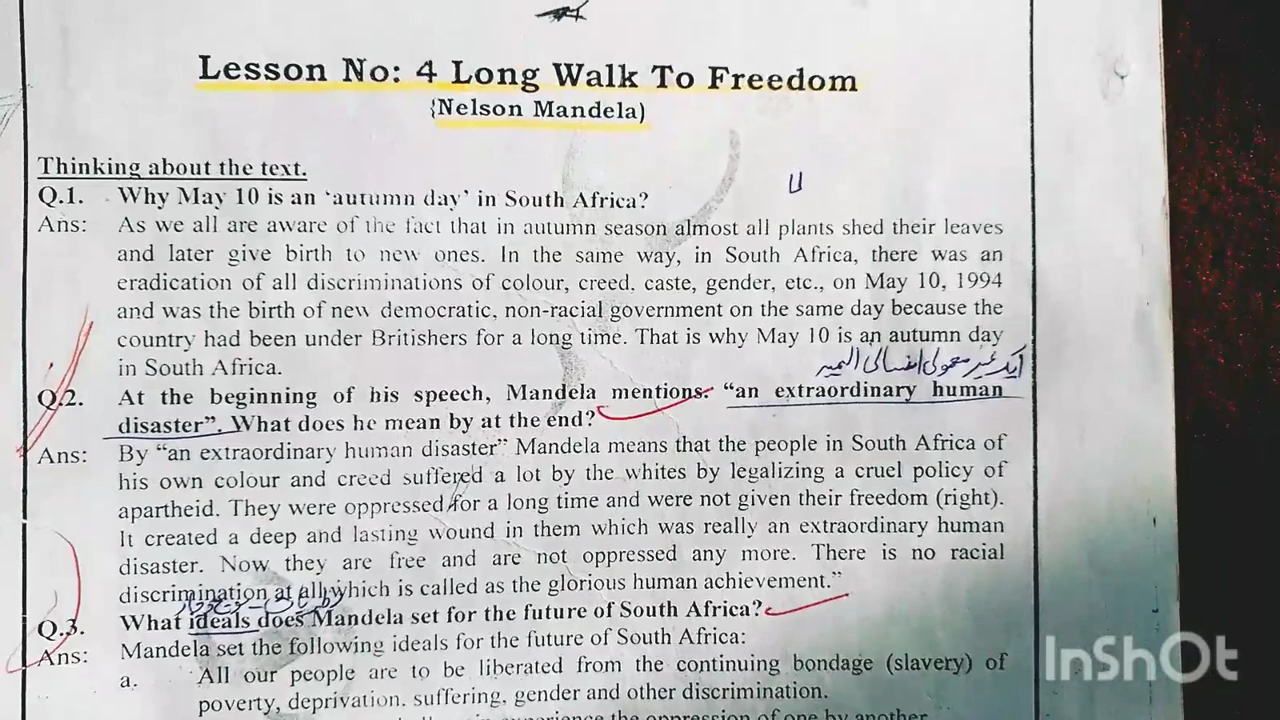 Lesson No: 4 Long Walk To Freedom
{Nelson Mandela)
Thinking about the text.
Q.1. Why May 10 is an ‘autumn day’ in South Africa?
Ans: As we all are aware of the fact that in autumn season almost all plants shed their leaves
and later give birth to new ones. In the same way, in South Africa, there was an
eradication of all discriminations of colour, creed, caste, gender, etc., on May 10, 1994
and was the birth of new democratic, non-racial government on the same day because the
country had been under Britishers for a long time. That is why May 10 is an autumn day
in South Africa.
ایک غیر معمولی انسانی المیہ
Q.2. At the beginning of his speech, Mandela mentions: “an extraordinary human
disaster”. What does he mean by at the end?
Ans: By “an extraordinary human disaster” Mandela means that the people in South Africa of
his own colour and creed suffered a lot by the whites by legalizing a cruel policy of
apartheid. They were oppressed for a long time and were not given their freedom (right).
It created a deep and lasting wound in them which was really an extraordinary human
disaster. Now they are free and are not oppressed any more. There is no racial
discrimination at all which is called as the glorious human achievement.”
Q.3. What ideals does Mandela set for the future of South Africa?
Ans: Mandela set the following ideals for the future of South Africa:
a. All our people are to be liberated from the continuing bondage (slavery) of
poverty, deprivation, suffering, gender and other discrimination.
experience the oppression of one by another
InShOt